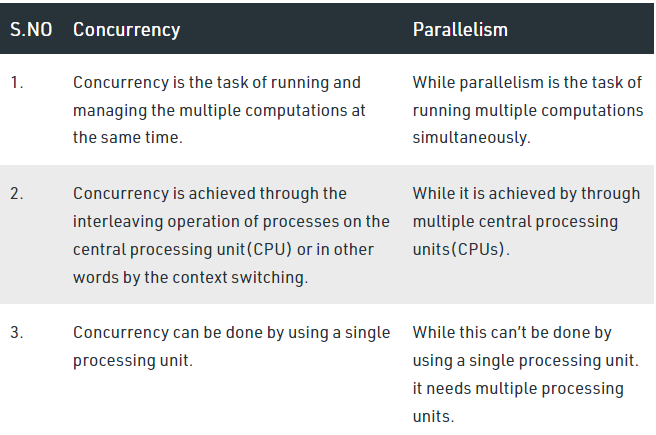 S.NO Concurrency Parallelism
1. Concurrency is the task of running and While parallelism is the task of
managing the multiple computations at running multiple computations
the same time. simultaneously.
2. Concurrency is achieved through the While it is achieved by through
interleaving operation of processes on the multiple central processing
central processing unit(CPU) or in other units(CPUs).
words by the context switching.
3. Concurrency can be done by using a single While this can’t be done by
processing unit. using a single processing unit.
it needs multiple processing
units.